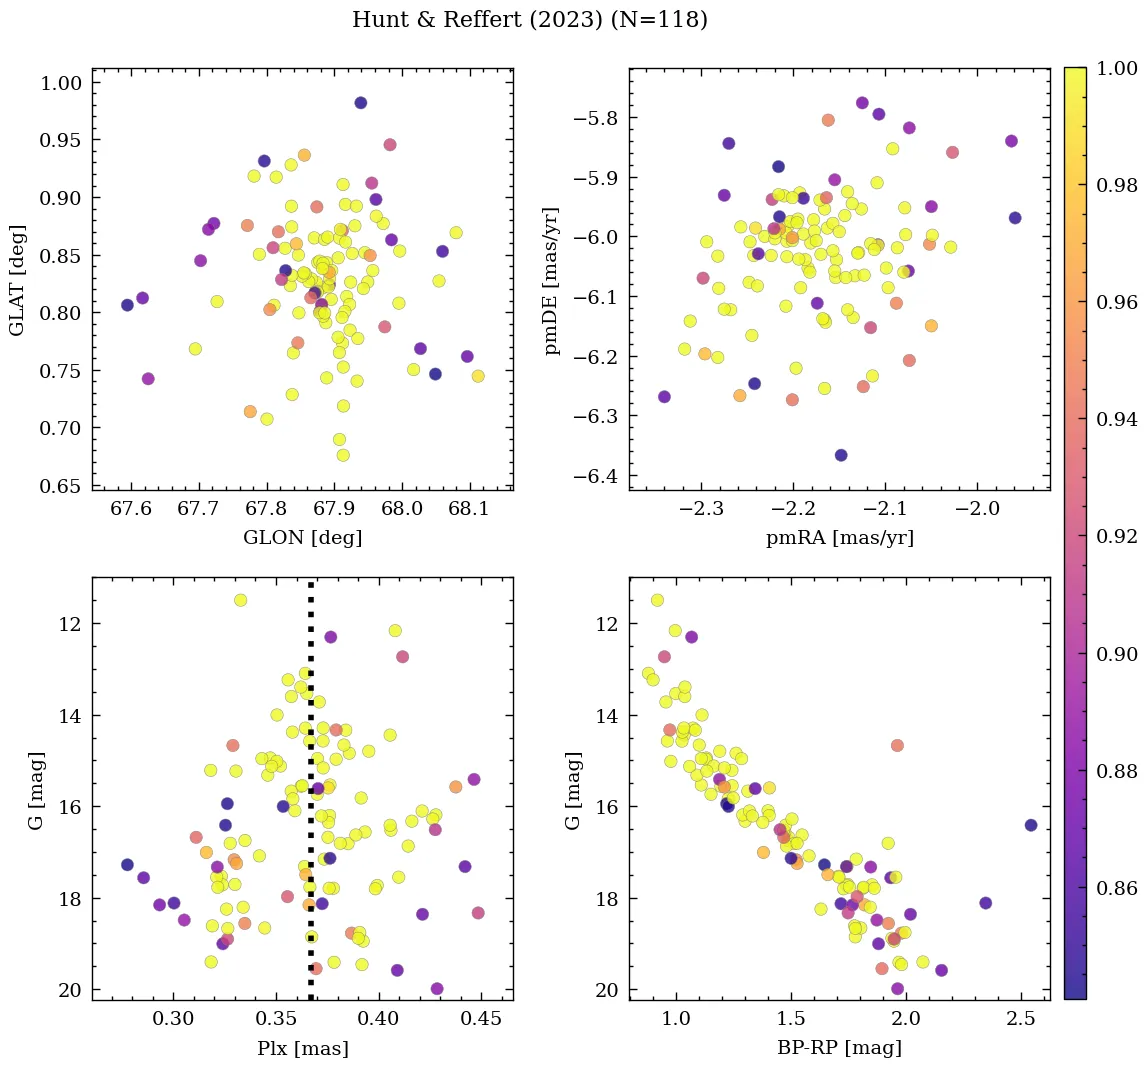 Hunt & Reffert (2023) (N=118)
1.00
0.95
0.90
0.85
0.80
0.75
0.70
0.65
GLAT [deg]
67.6 67.7 67.8 67.9 68.0 68.1
GLON [deg]
−5.8
−5.9
−6.0
−6.1
−6.2
−6.3
−6.4
pmDE [mas/yr]
−2.3 −2.2 −2.1 −2.0
pmRA [mas/yr]
12
14
16
18
20
G [mag]
0.30 0.35 0.40 0.45
Plx [mas]
12
14
16
18
20
G [mag]
1.0 1.5 2.0 2.5
BP-RP [mag]
1.00
0.98
0.96
0.94
0.92
0.90
0.88
0.86